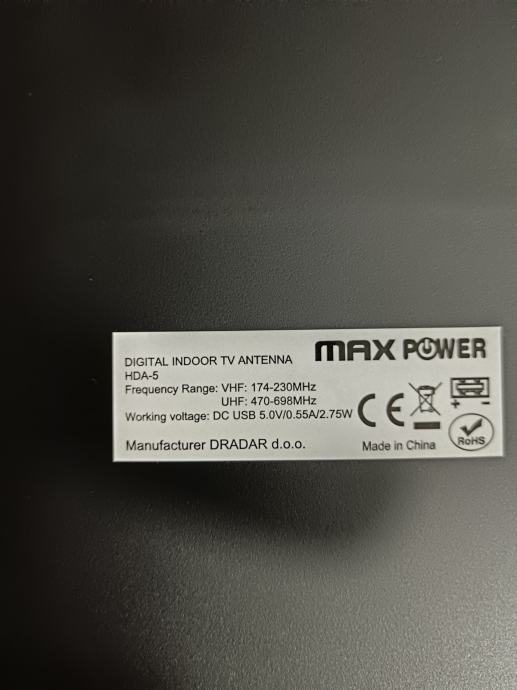 MAX POWER
DIGITAL INDOOR TV ANTENNA
HDA-5
Frequency Range: VHF: 174-230MHz
UHF: 470-698MHz
Working voltage: DC USB 5.0V/0.55A/2.75W
CE
+ −
RoHS
Manufacturer DRADAR d.o.o.
Made in China